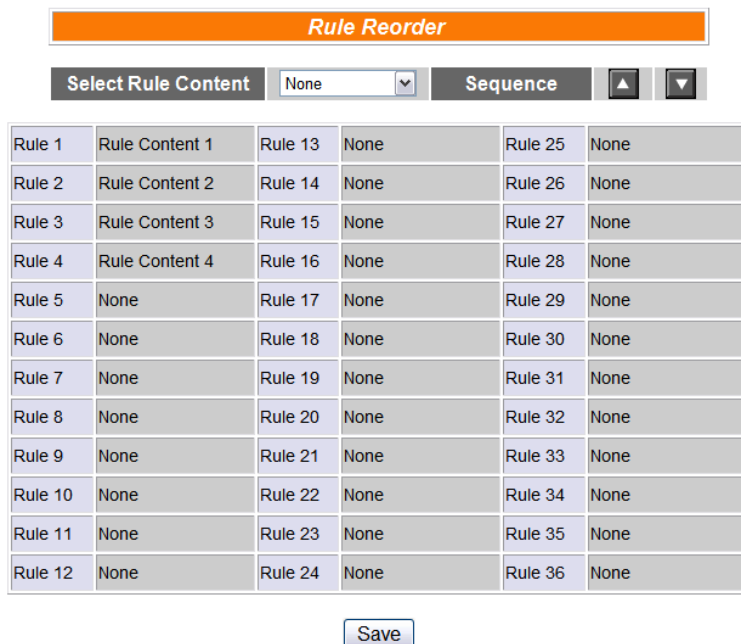 Rule Reorder
Select Rule Content None Sequence
Rule 1 Rule Content 1 Rule 13 None Rule 25 None
Rule 2 Rule Content 2 Rule 14 None Rule 26 None
Rule 3 Rule Content 3 Rule 15 None Rule 27 None
Rule 4 Rule Content 4 Rule 16 None Rule 28 None
Rule 5 None Rule 17 None Rule 29 None
Rule 6 None Rule 18 None Rule 30 None
Rule 7 None Rule 19 None Rule 31 None
Rule 8 None Rule 20 None Rule 32 None
Rule 9 None Rule 21 None Rule 33 None
Rule 10 None Rule 22 None Rule 34 None
Rule 11 None Rule 23 None Rule 35 None
Rule 12 None Rule 24 None Rule 36 None
Save